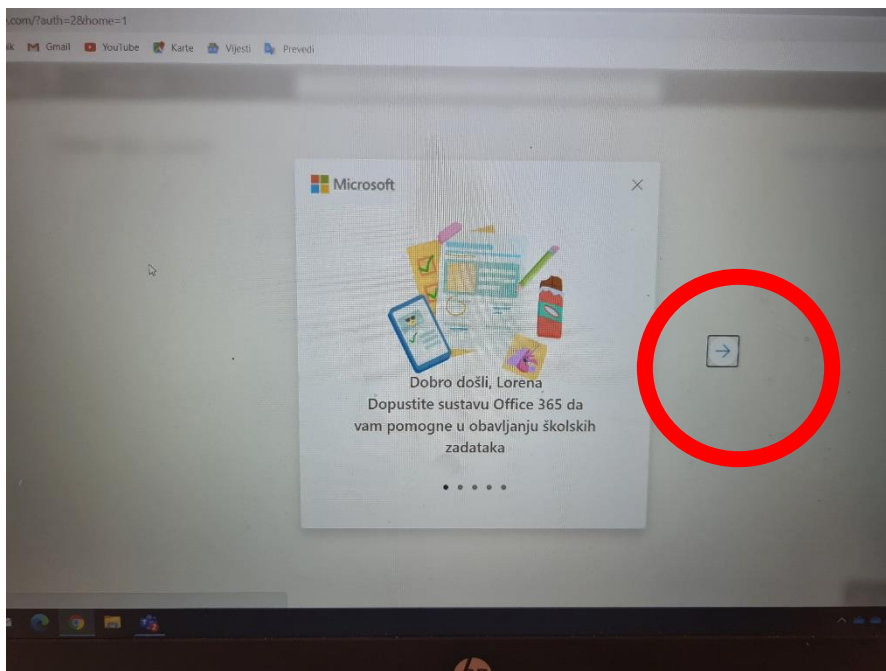 .com/?auth=2&home=1
Gmail YouTube Karte Vijesti Prevedi
Microsoft
Dobro došli, Lorena
Dopustite sustavu Office 365 da
vam pomogne u obavljanju školskih
zadataka
hp